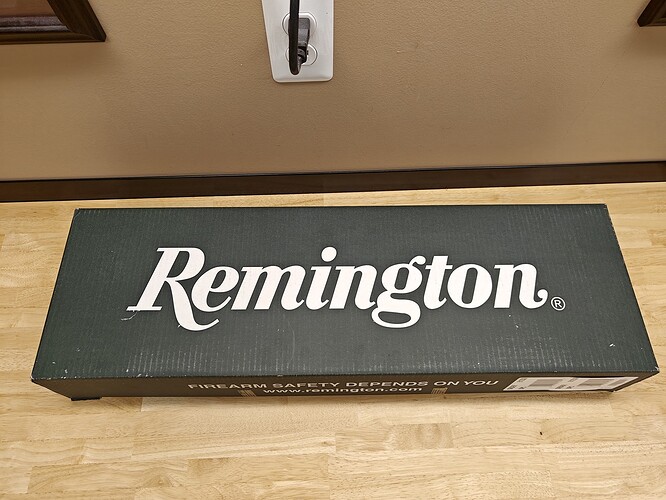 Remington®
FIREARM SAFETY DEPENDS ON YOU
www.remington.com